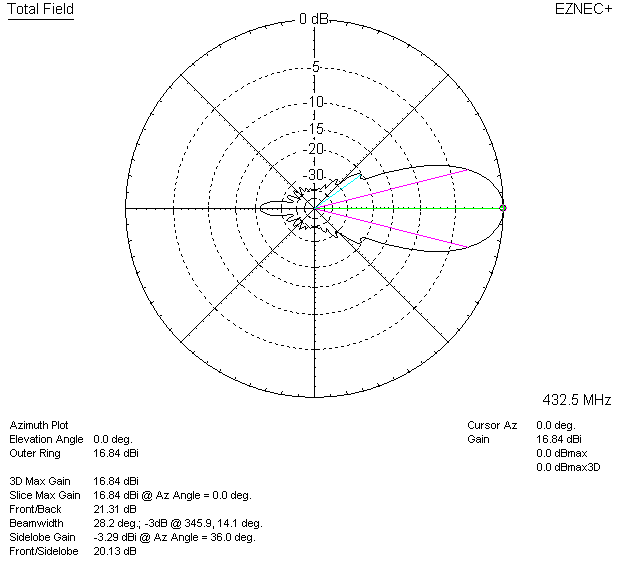 Total Field
EZNEC+
0 dB
-5
-10
-15
-20
-30
432.5 MHz
Azimuth Plot
Elevation Angle 0.0 deg.
Outer Ring 16.84 dBi
Cursor Az 0.0 deg.
Gain 16.84 dBi
0.0 dBmax
0.0 dBmax3D
3D Max Gain 16.84 dBi
Slice Max Gain 16.84 dBi @ Az Angle = 0.0 deg.
Front/Back 21.31 dB
Beamwidth 28.2 deg.; -3dB @ 345.9, 14.1 deg.
Sidelobe Gain -3.29 dBi @ Az Angle = 36.0 deg.
Front/Sidelobe 20.13 dB